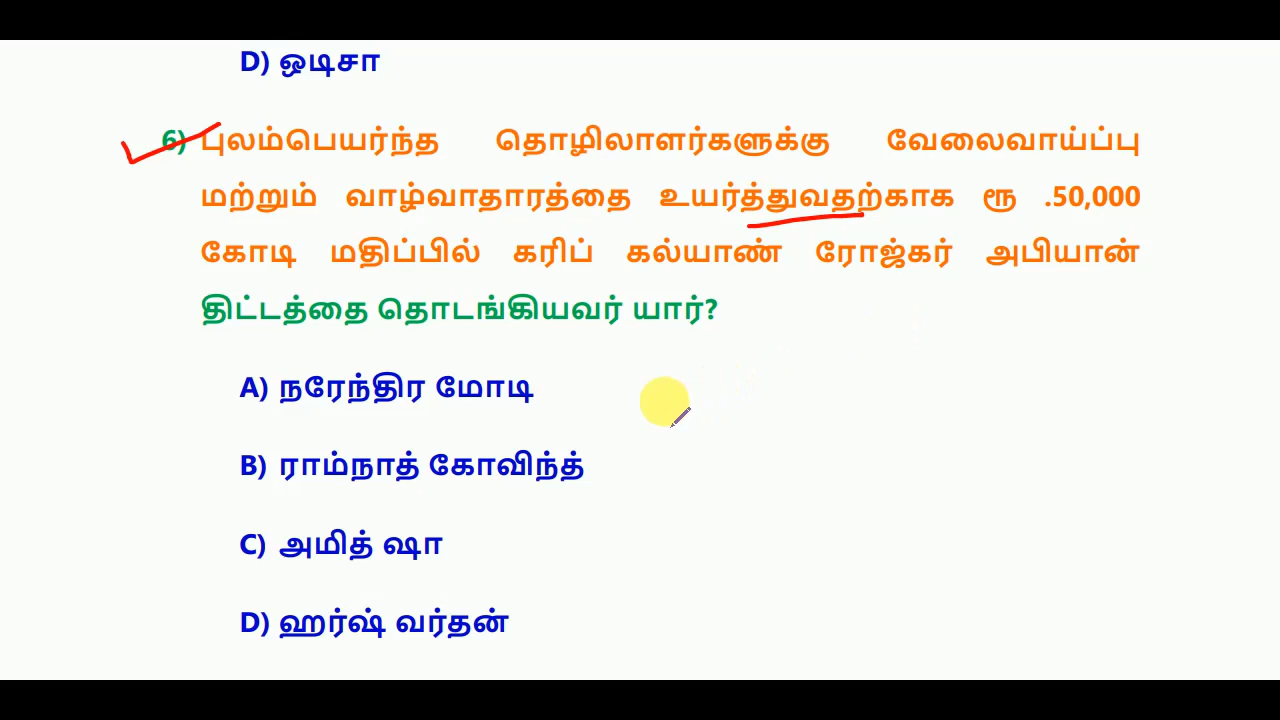 D) ஒடிசா
6) புலம்பெயர்ந்த தொழிலாளர்களுக்கு வேலைவாய்ப்பு
மற்றும் வாழ்வாதாரத்தை உயர்த்துவதற்காக ரூ .50,000
கோடி மதிப்பில் கரிப் கல்யாண் ரோஜ்கர் அபியான்
திட்டத்தை தொடங்கியவர் யார்?
A) நரேந்திர மோடி
B) ராம்நாத் கோவிந்த்
C) அமித் ஷா
D) ஹர்ஷ் வர்தன்